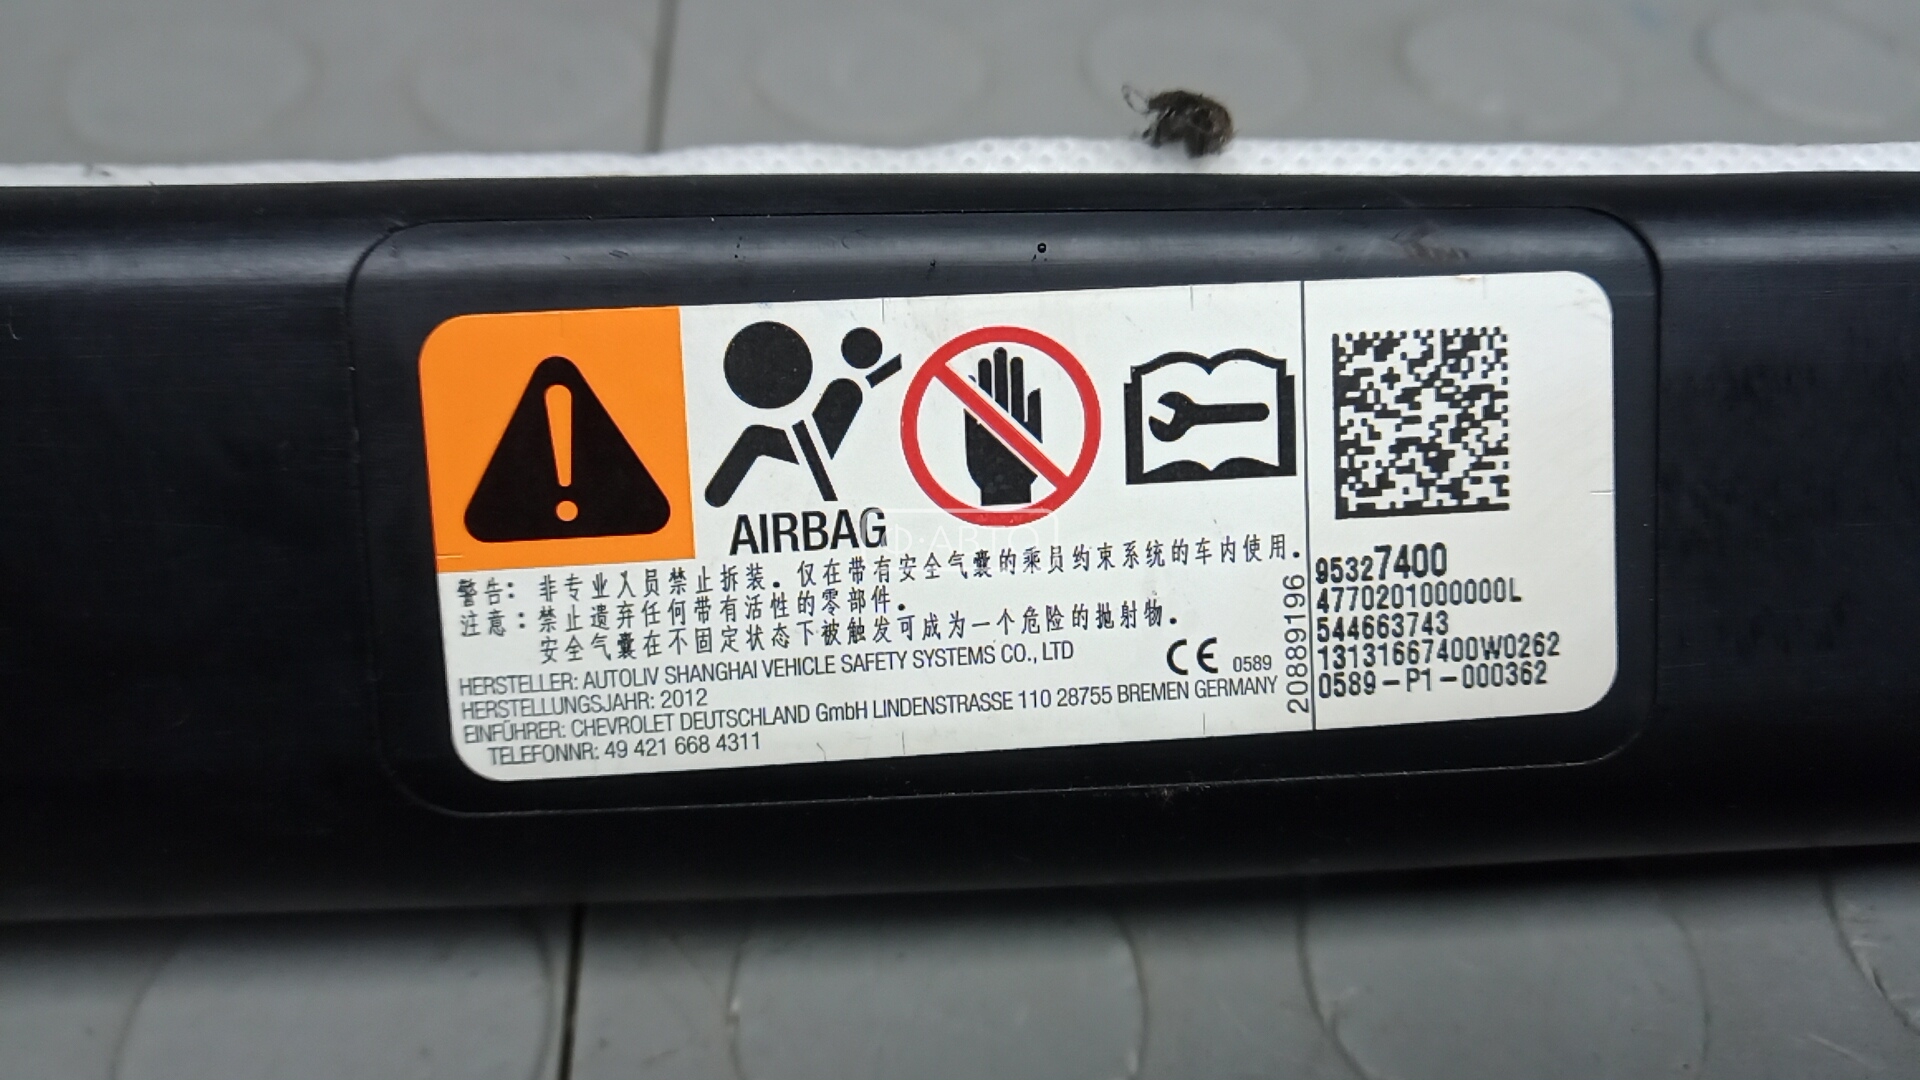 AIRBAG
Ф·АВТО
警告: 非专业人员禁止拆装. 仅在带有安全气囊的乘员约束系统的车内使用.
注意: 禁止遗弃任何带有活性的零部件.
安全气囊在不固定状态下被触发可成为一个危险的抛射物.
HERSTELLER: AUTOLIV SHANGHAI VEHICLE SAFETY SYSTEMS CO., LTD
HERSTELLUNGSJAHR: 2012
EINFÜHRER: CHEVROLET DEUTSCHLAND GmbH LINDENSTRASSE 110 28755 BREMEN GERMANY
TELEFONNR: 49 421 668 4311
CE 0589
20889196
95327400
4770201000000L
544663743
13131667400W0262
0589-P1-000362